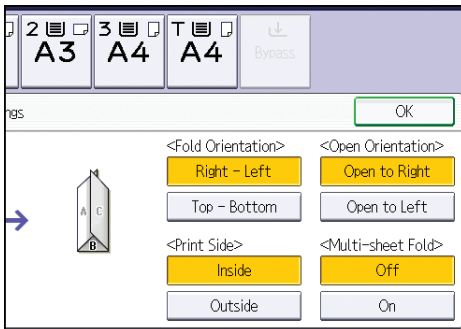 2 3 T
A3 A4 A4 Bypass
ngs OK
<Fold Orientation> <Open Orientation>
Right - Left Open to Right
Top - Bottom Open to Left
A C
B
<Print Side> <Multi-sheet Fold>
Inside Off
Outside On